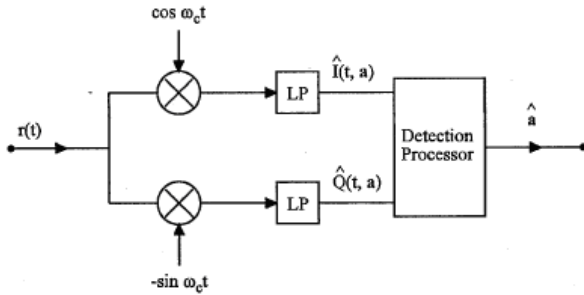 cos ω_c t
r(t)
LP
Î(t, a)
Detection
Processor
â
LP
Q̂(t, a)
-sin ω_c t